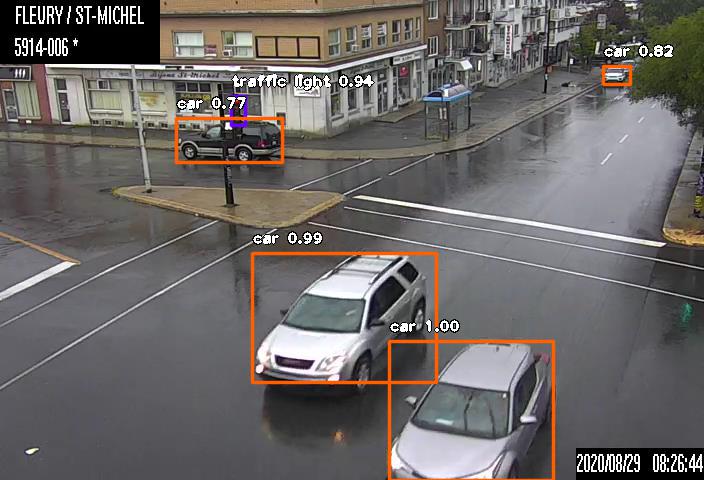 FLEURY / ST-MICHEL
5914-006 *
car 0.82
traffic light 0.94
car 0.77
car 0.99
car 1.00
2020/08/29 08:26:44